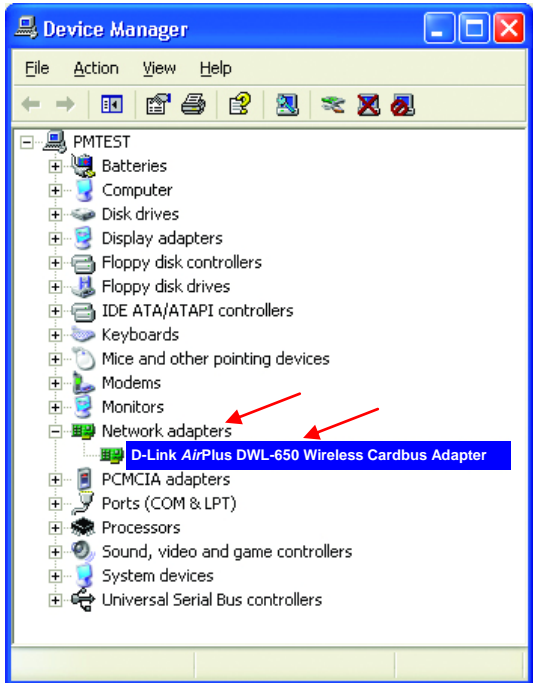 Device Manager
File Action View Help
PMTEST
Batteries
Computer
Disk drives
Display adapters
Floppy disk controllers
Floppy disk drives
IDE ATA/ATAPI controllers
Keyboards
Mice and other pointing devices
Modems
Monitors
Network adapters
D-Link AirPlus DWL-650 Wireless Cardbus Adapter
PCMCIA adapters
Ports (COM & LPT)
Processors
Sound, video and game controllers
System devices
Universal Serial Bus controllers